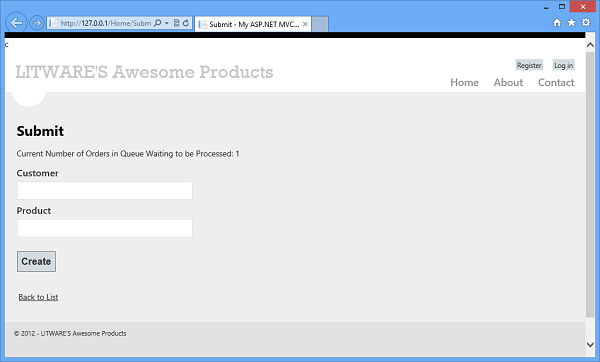 http://127.0.0.1/Home/Subm
Submit - My ASP.NET MVC...
c
LITWARE'S Awesome Products
Register Log in
Home About Contact
Submit
Current Number of Orders in Queue Waiting to be Processed: 1
Customer
Product
Create
Back to List
© 2012 - LITWARE'S Awesome Products